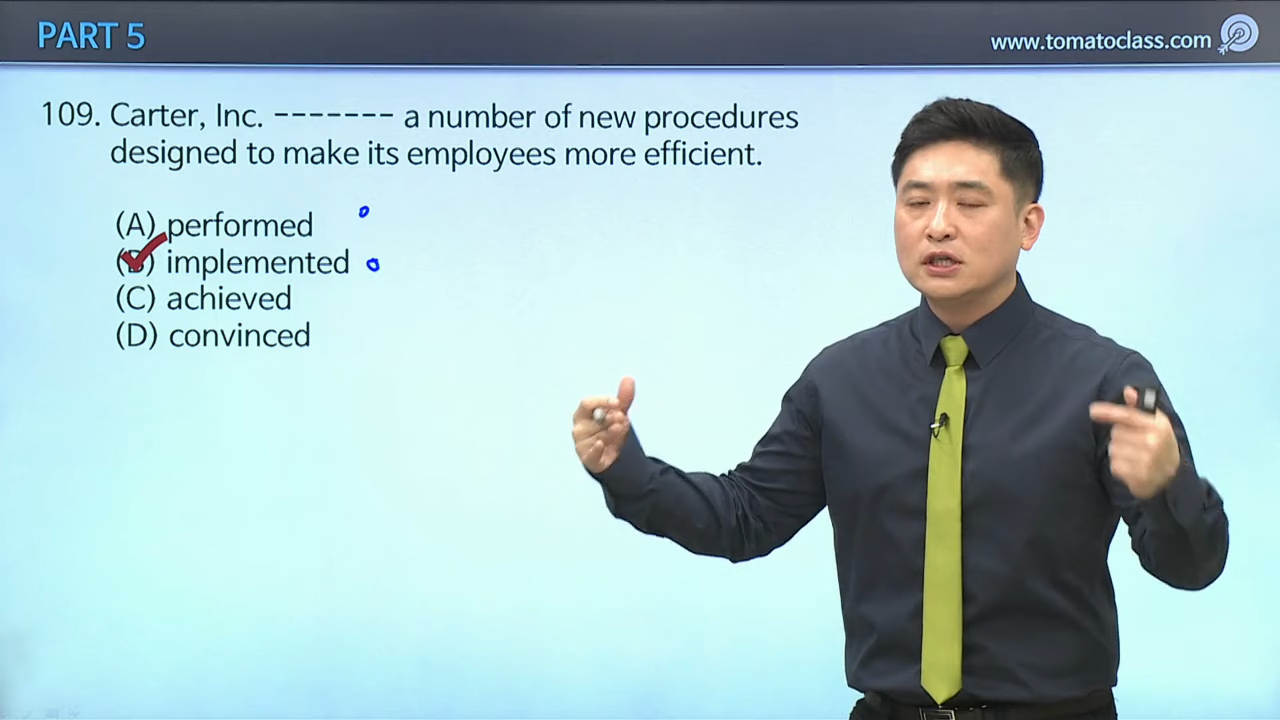 PART 5
www.tomatoclass.com
109. Carter, Inc. ------- a number of new procedures
designed to make its employees more efficient.
(A) performed
(B) implemented
(C) achieved
(D) convinced